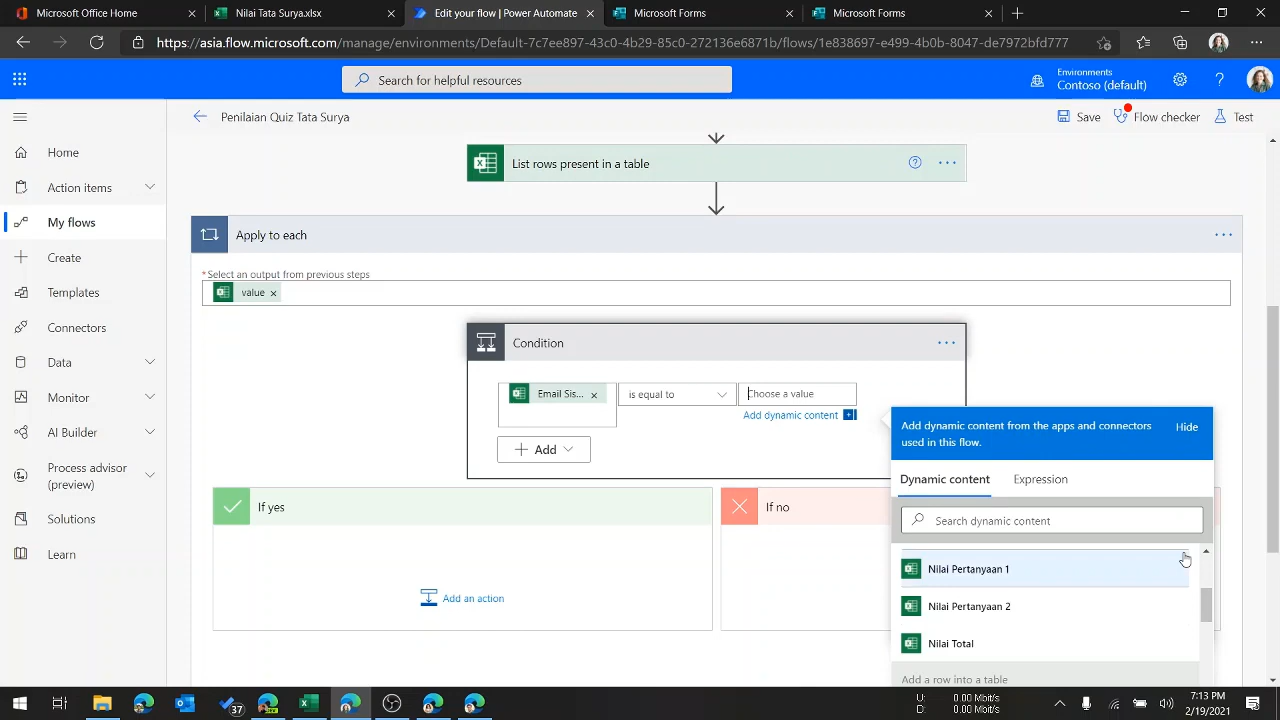 Microsoft Office Home
Nilai Tata Surya.xlsx
Edit your flow | Power Automate
Microsoft Forms
Microsoft Forms
https://asia.flow.microsoft.com/manage/environments/Default-7c7ee897-43c0-4b29-85c0-272136e6871b/flows/1e838697-e499-4b0b-8047-de7972bfd777
Search for helpful resources
Environments
Contoso (default)
Penilaian Quiz Tata Surya
Save
Flow checker
Test
Home
Action items
My flows
Create
Templates
Connectors
Data
Monitor
AI Builder
Process advisor
(preview)
Solutions
Learn
List rows present in a table
Apply to each
*Select an output from previous steps
value
Condition
Email Sis...
is equal to
Choose a value
Add dynamic content
Add
If yes
If no
Add an action
Add dynamic content from the apps and connectors
used in this flow.
Hide
Dynamic content
Expression
Search dynamic content
Nilai Pertanyaan 1
Nilai Pertanyaan 2
Nilai Total
Add a row into a table
37
U: 0.00 Mbit/s
D: 0.00 Mbit/s
7:13 PM
2/19/2021